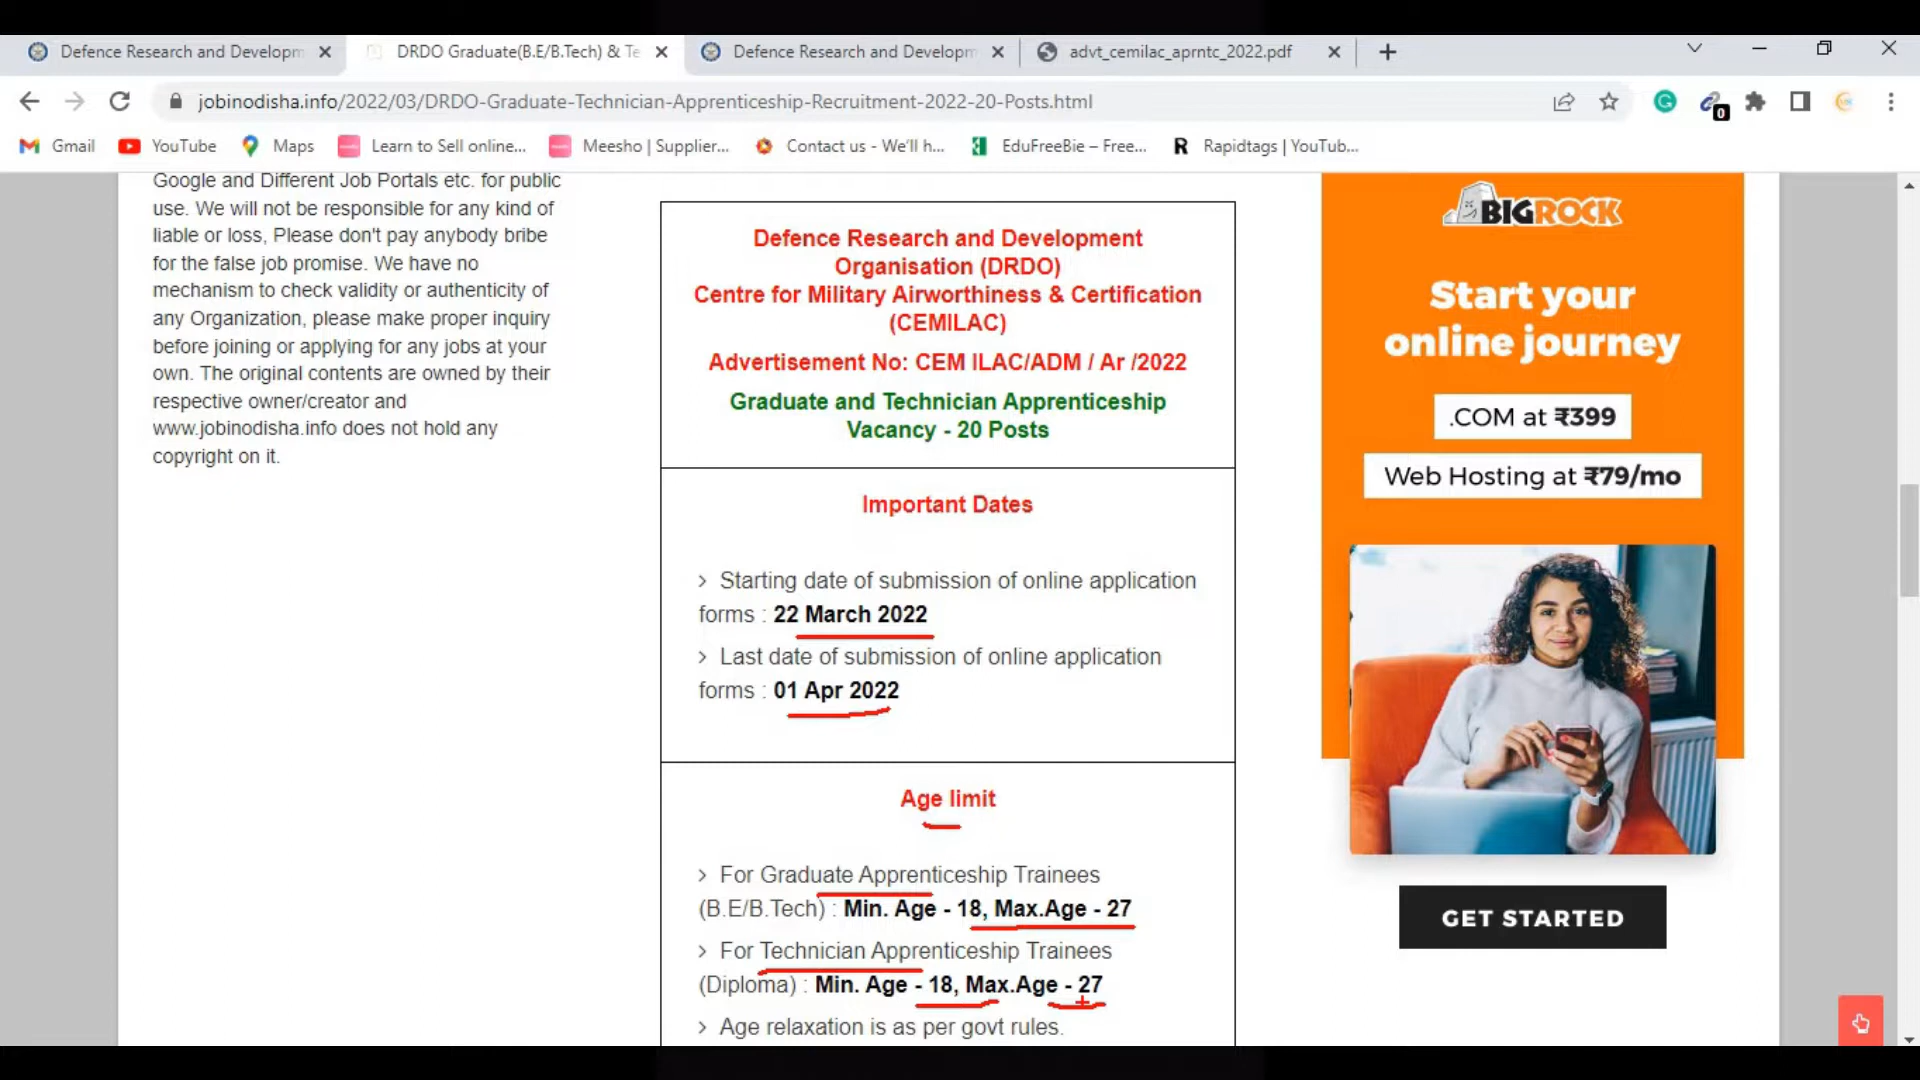 Defence Research and Developm
DRDO Graduate(B.E/B.Tech) & Te
Defence Research and Developm
advt_cemilac_aprntc_2022.pdf
jobinodisha.info/2022/03/DRDO-Graduate-Technician-Apprenticeship-Recruitment-2022-20-Posts.html
0
Gmail
YouTube
Maps
Learn to Sell online...
Meesho | Supplier...
Contact us - We'll h...
EduFreeBie – Free...
R
Rapidtags | YouTub...
Google and Different Job Portals etc. for public
use. We will not be responsible for any kind of
liable or loss, Please don't pay anybody bribe
for the false job promise. We have no
mechanism to check validity or authenticity of
any Organization, please make proper inquiry
before joining or applying for any jobs at your
own. The original contents are owned by their
respective owner/creator and
www.jobinodisha.info does not hold any
copyright on it.
Defence Research and Development
Organisation (DRDO)
Centre for Military Airworthiness & Certification
(CEMILAC)
Advertisement No: CEM ILAC/ADM / Ar /2022
Graduate and Technician Apprenticeship
Vacancy - 20 Posts
Important Dates
> Starting date of submission of online application
forms : 22 March 2022
> Last date of submission of online application
forms : 01 Apr 2022
Age limit
> For Graduate Apprenticeship Trainees
(B.E/B.Tech) : Min. Age - 18, Max.Age - 27
> For Technician Apprenticeship Trainees
(Diploma) : Min. Age - 18, Max.Age - 27
> Age relaxation is as per govt rules.
BIGROCK
Start your
online journey
.COM at ₹399
Web Hosting at ₹79/mo
GET STARTED